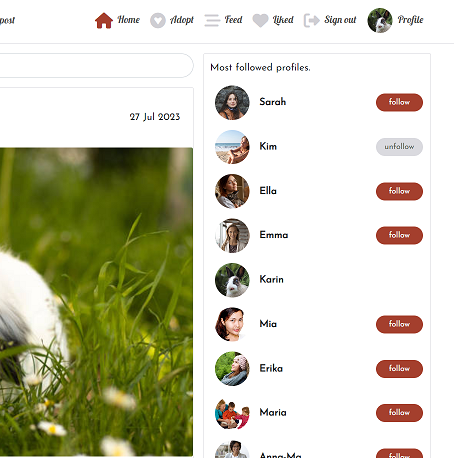 post Home Adopt Feed Liked Sign out Profile
Most followed profiles.
27 Jul 2023
Sarah follow
Kim unfollow
Ella follow
Emma follow
Karin
Mia follow
Erika follow
Maria follow
Anna-Ma follow